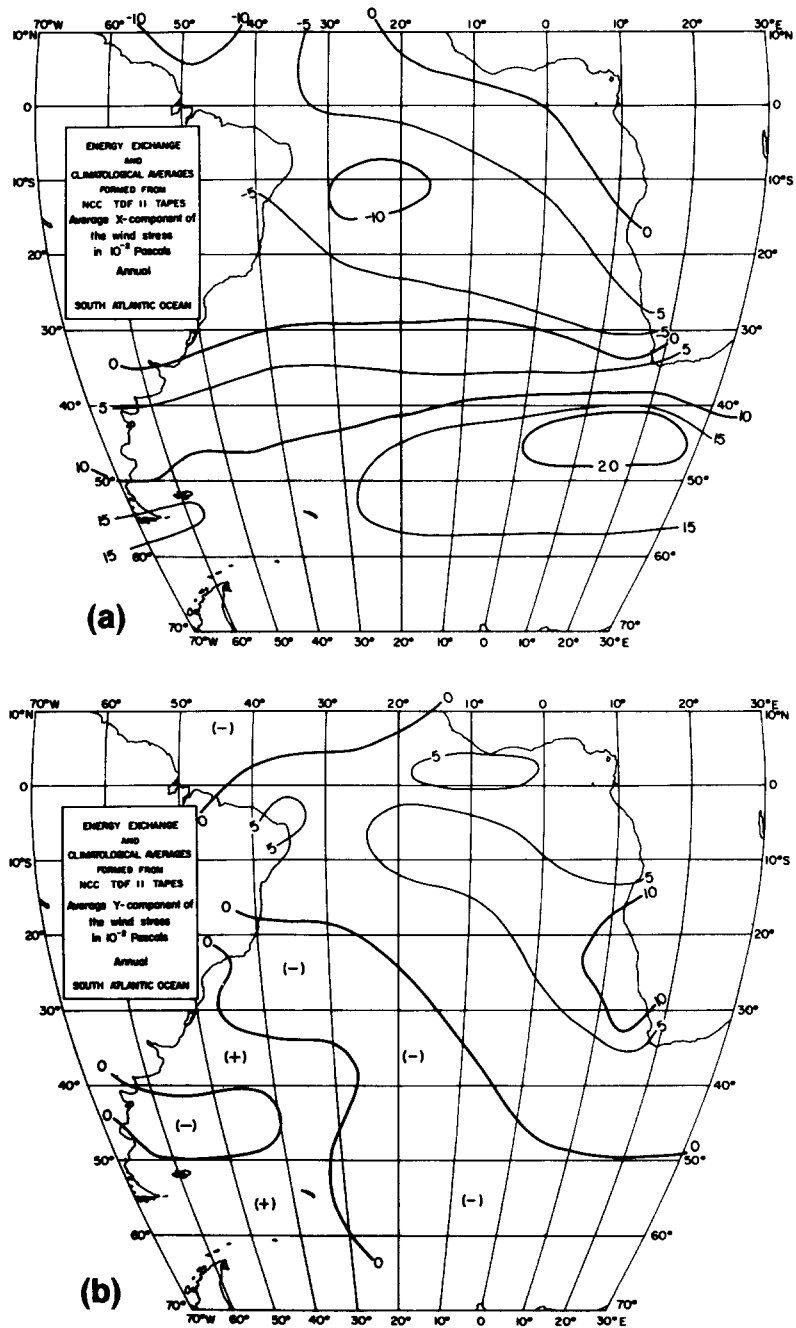 -10 -10 -5 0
70°W 60° 50° 40° 30° 20° 10° 0 10° 20° 30°E
10°N 10°N
0 0
ENERGY EXCHANGE
AND
CLIMATOLOGICAL AVERAGES
FORMED FROM
NCC TDF 11 TAPES
Average X-component of
the wind stress
in 10⁻² Pascals
Annual
SOUTH ATLANTIC OCEAN
10°S 10°S
-5 -10 0
20° 20°
-5
30° 30°
-5
0 0 5
40° 5 40°
10
15
10 50° 20 50°
15 15
15 60° 60°
(a)
70° 70°
70°W 60° 50° 40° 30° 20° 10° 0 10° 20° 30°E
0
70°W 60° 50° 40° 30° 20° 10° 0 10° 20° 30°E
10°N (-) 10°N
5
0 0
0 5
5
ENERGY EXCHANGE
AND
CLIMATOLOGICAL AVERAGES
FORMED FROM
NCC TDF 11 TAPES
Average Y-component of
the wind stress
in 10⁻² Pascals
Annual
SOUTH ATLANTIC OCEAN
10°S 10°S
5
10
0
20° 0 20°
(-)
30° 10 30°
5
(+) (-)
0
40° 40°
0 (-)
0
50° 50°
(+) (-)
60° 60°
0
(b)
70° 70°
70°W 60° 50° 40° 30° 20° 10° 0 10° 20° 30°E